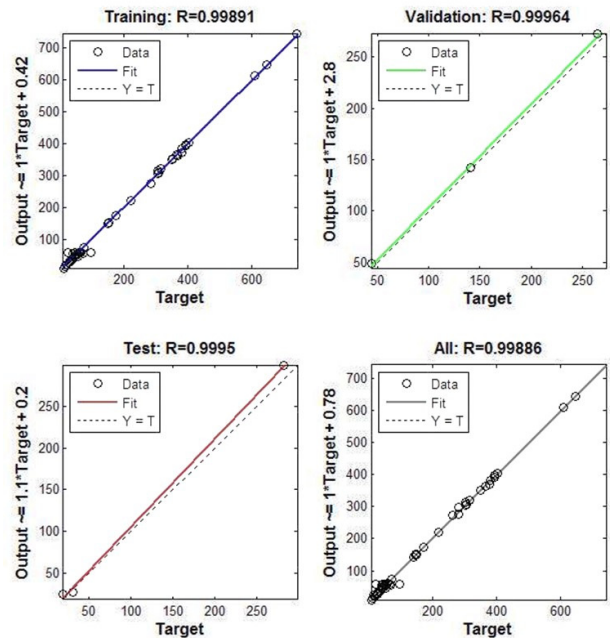 Training: R=0.99891
Output ~= 1*Target + 0.42
700
600
500
400
300
200
100
Data
Fit
Y = T
200
400
600
Target
Validation: R=0.99964
Output ~= 1*Target + 2.8
250
200
150
100
50
Data
Fit
Y = T
50
100
150
200
250
Target
Test: R=0.9995
Output ~= 1.1*Target + 0.2
250
200
150
100
50
Data
Fit
Y = T
50
100
150
200
250
Target
All: R=0.99886
Output ~= 1*Target + 0.78
700
600
500
400
300
200
100
Data
Fit
Y = T
200
400
600
Target